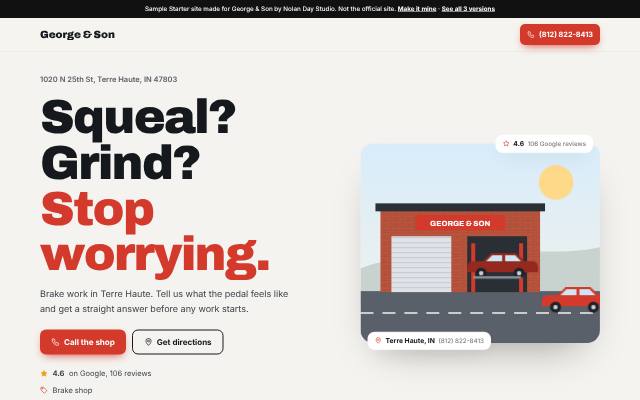 Sample Starter site made for George & Son by Nolan Day Studio. Not the official site. Make it mine · See all 3 versions
George & Son
(812) 822-8413
1020 N 25th St, Terre Haute, IN 47803
Squeal?
Grind?
Stop
worrying.
4.6 106 Google reviews
GEORGE & SON
Terre Haute, IN (812) 822-8413
Brake work in Terre Haute. Tell us what the pedal feels like
and get a straight answer before any work starts.
Call the shop
Get directions
4.6 on Google, 106 reviews
Brake shop